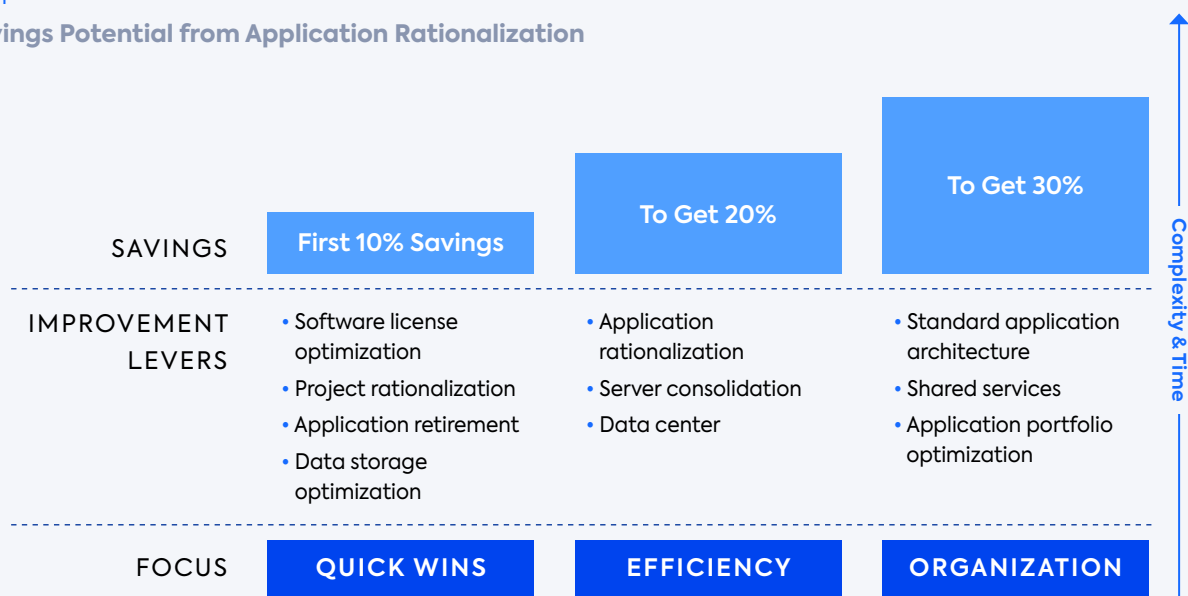 Potential from Application Rationalization
To Get 30%
To Get 20%
First 10% Savings
SAVINGS
IMPROVEMENT
LEVERS
• Software license
optimization
• Project rationalization
• Application retirement
• Data storage
optimization
• Application
rationalization
• Server consolidation
• Data center
• Standard application
architecture
• Shared services
• Application portfolio
optimization
Complexity & Time
FOCUS
QUICK WINS
EFFICIENCY
ORGANIZATION